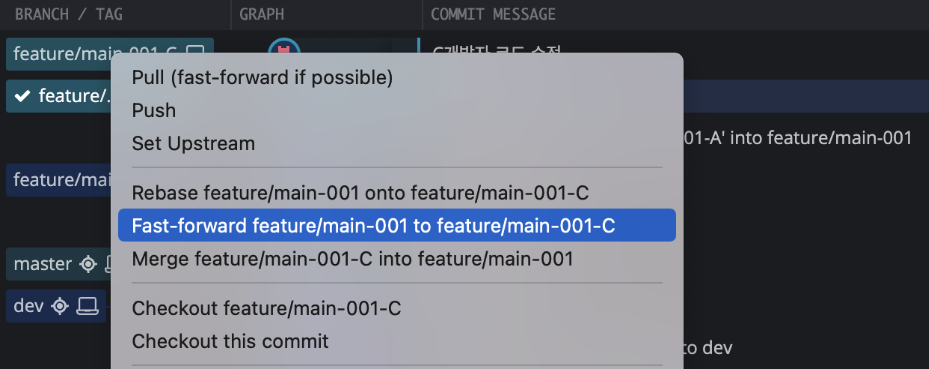 BRANCH / TAG GRAPH COMMIT MESSAGE
feature/main-001-C C개발자 코드 수정
Pull (fast-forward if possible)
feature/.
Push
01-A' into feature/main-001
Set Upstream
feature/mai
Rebase feature/main-001 onto feature/main-001-C
Fast-forward feature/main-001 to feature/main-001-C
Merge feature/main-001-C into feature/main-001
master
dev
Checkout feature/main-001-C
Checkout this commit
to dev